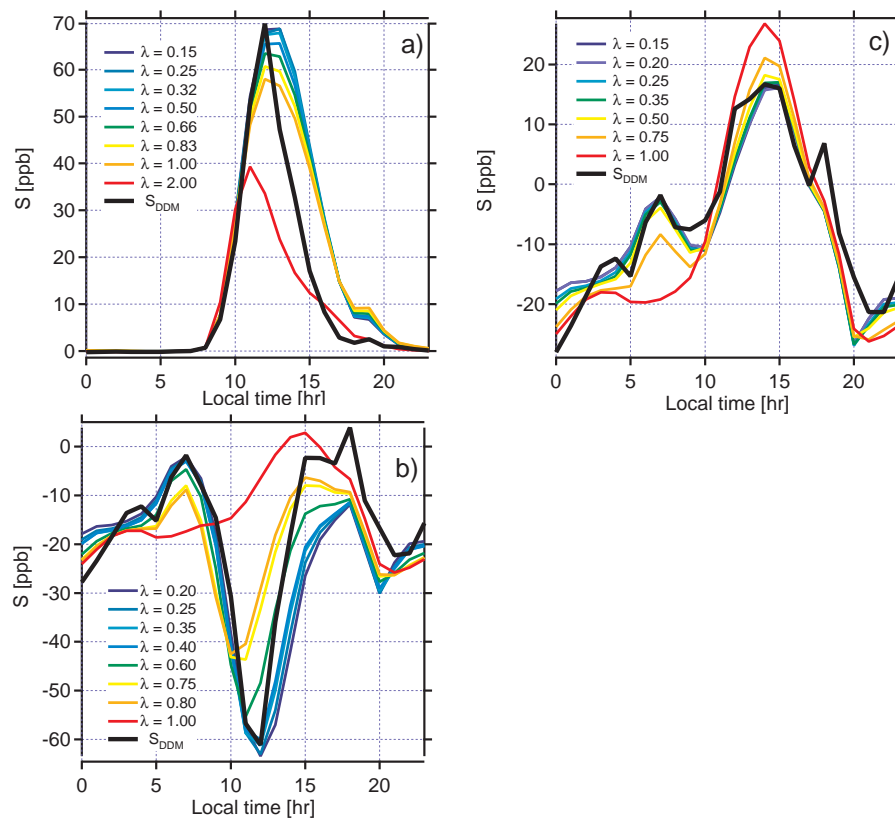 a)
S [ppb]
70
60
50
40
30
20
10
0
λ = 0.15
λ = 0.25
λ = 0.32
λ = 0.50
λ = 0.66
λ = 0.83
λ = 1.00
λ = 2.00
S_DDM
0 5 10 15 20
Local time [hr]
c)
S [ppb]
20
10
0
-10
-20
λ = 0.15
λ = 0.20
λ = 0.25
λ = 0.35
λ = 0.50
λ = 0.75
λ = 1.00
S_DDM
0 5 10 15 20
Local time [hr]
b)
S [ppb]
0
-10
-20
-30
-40
-50
-60
λ = 0.20
λ = 0.25
λ = 0.35
λ = 0.40
λ = 0.60
λ = 0.75
λ = 0.80
λ = 1.00
S_DDM
0 5 10 15 20
Local time [hr]